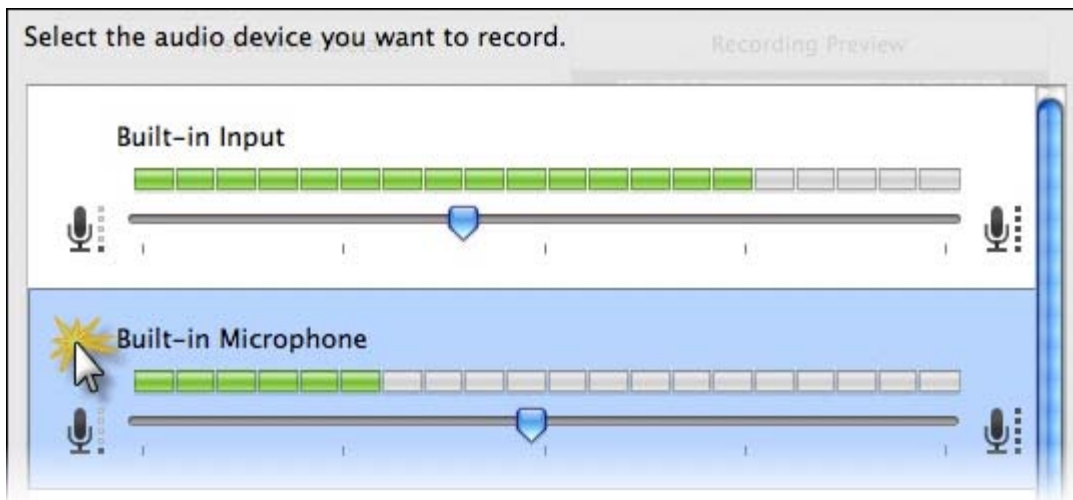 Select the audio device you want to record.
Recording Preview
Built-in Input
Built-in Microphone